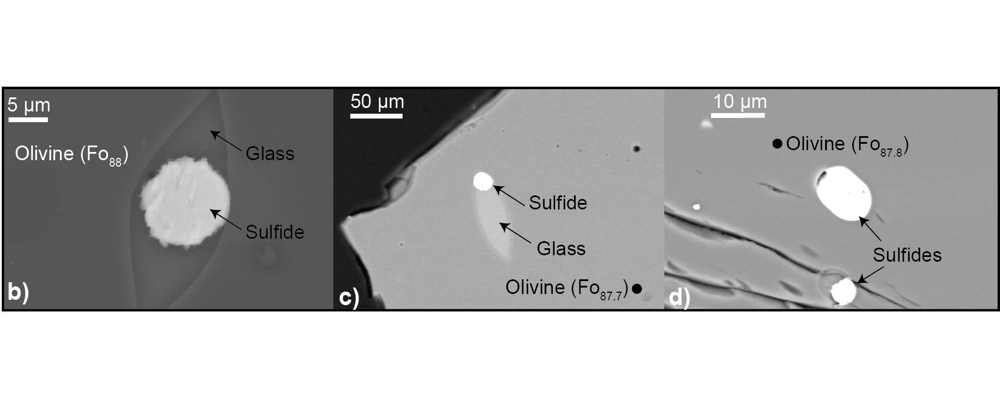 5 µm
Olivine (Fo88)
Glass
Sulfide
b)
50 µm
Sulfide
Glass
Olivine (Fo87.7)
c)
10 µm
Olivine (Fo87.8)
Sulfides
d)